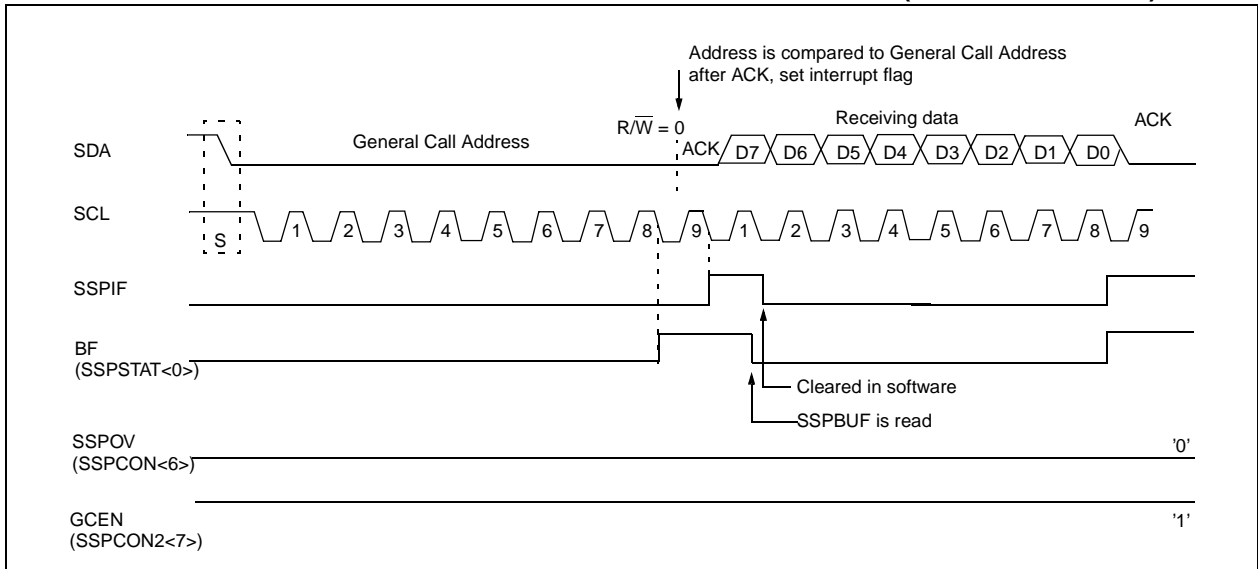 Address is compared to General Call Address
after ACK, set interrupt flag
R/W = 0
Receiving data
ACK
SDA
General Call Address
ACK
D7 D6 D5 D4 D3 D2 D1 D0
SCL
S
1 2 3 4 5 6 7 8 9 1 2 3 4 5 6 7 8 9
SSPIF
BF
(SSPSTAT<0>)
Cleared in software
SSPBUF is read
SSPOV
(SSPCON<6>)
'0'
GCEN
(SSPCON2<7>)
'1'